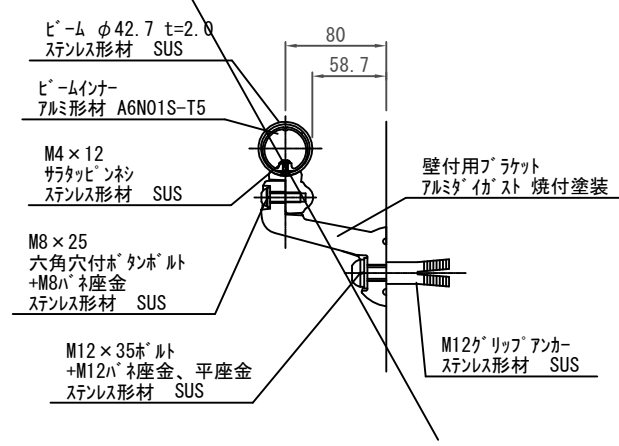 ﾋﾞｰﾑ φ42.7 t=2.0
ステンレス形材 SUS
80
58.7
ﾋﾞｰﾑｲﾝﾅｰ
アルミ形材 A6N01S-T5
M4×12
ｻﾗﾀｯﾋﾟﾝﾈｼﾞ
ステンレス形材 SUS
壁付用ﾌﾞﾗｹｯﾄ
ｱﾙﾐﾀﾞｲｶﾞｽﾄ 焼付塗装
M8×25
六角穴付ﾎﾞﾀﾝﾎﾞﾙﾄ
+M8ﾊﾞﾈ座金
ステンレス形材 SUS
M12×35ﾎﾞﾙﾄ
+M12ﾊﾞﾈ座金、平座金
ステンレス形材 SUS
M12ｸﾞﾘｯﾌﾟｱﾝｶｰ
ステンレス形材 SUS